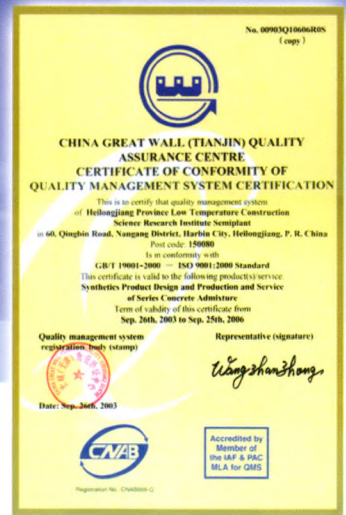 No. 00903Q10606R0S
( copy )
CHINA GREAT WALL (TIANJIN) QUALITY
ASSURANCE CENTRE
CERTIFICATE OF CONFORMITY OF
QUALITY MANAGEMENT SYSTEM CERTIFICATION
This is to certify that quality management system
of Heilongjiang Province Low Temperature Construction
Science Research Institute Semiplant
in 60, Qingbin Road, Nangang District, Harbin City, Heilongjiang, P. R. China
Post code: 150080
Is in conformity with
GB/T 19001-2000 — ISO 9001:2000 Standard
This certificate is valid to the following product(s)/service
Synthetics Product Design and Production and Service
of Series Concrete Admixture
Term of validity of this certificate from
Sep. 26th, 2003 to Sep. 25th, 2006
Quality management system
registration body (stamp)
Representative (signature)
Wang Zhan Zhong
Date: Sep. 26th, 2003
CNAB
Accredited by
Member of
the IAF & PAC
MLA for QMS
Registration No.